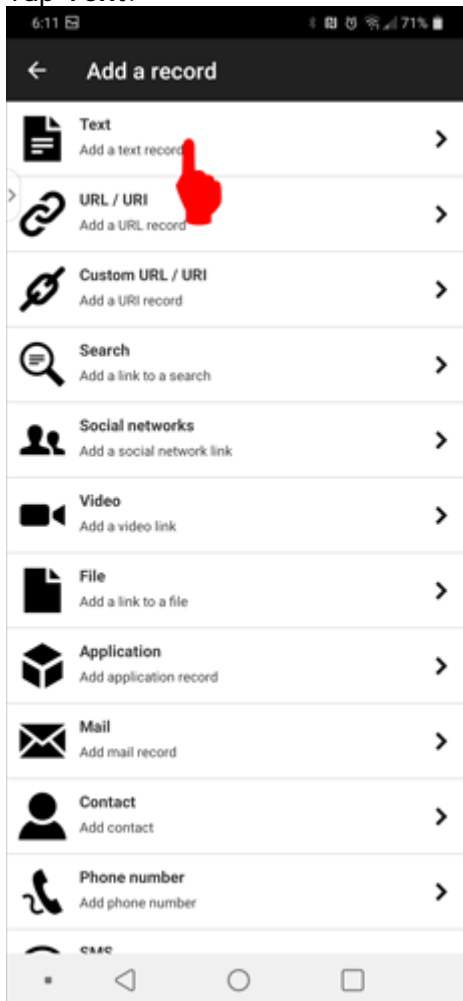 Tap Text.
6:11 71%
Add a record
Text
Add a text record
URL / URI
Add a URL record
Custom URL / URI
Add a URI record
Search
Add a link to a search
Social networks
Add a social network link
Video
Add a video link
File
Add a link to a file
Application
Add application record
Mail
Add mail record
Contact
Add contact
Phone number
Add phone number
SMS